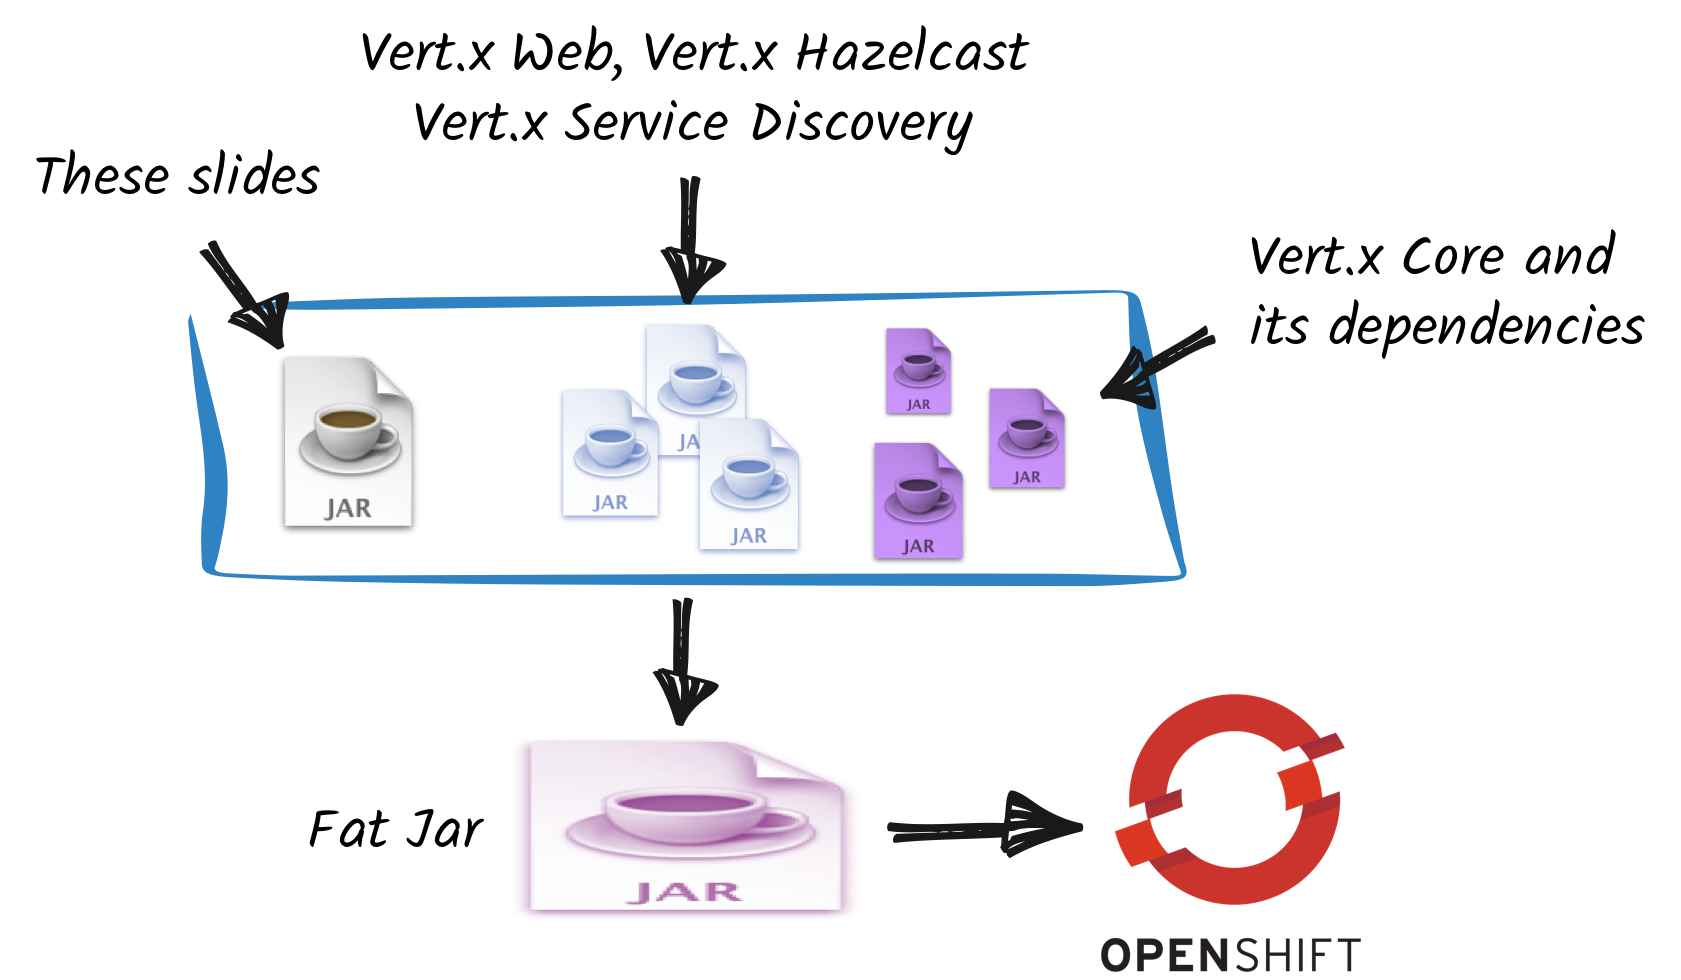 Vert.x Web, Vert.x Hazelcast
Vert.x Service Discovery
These slides
Vert.x Core and
its dependencies
JAR
JA
JAR
JAR
JAR
JAR
JAR
Fat Jar
JAR
OPENSHIFT